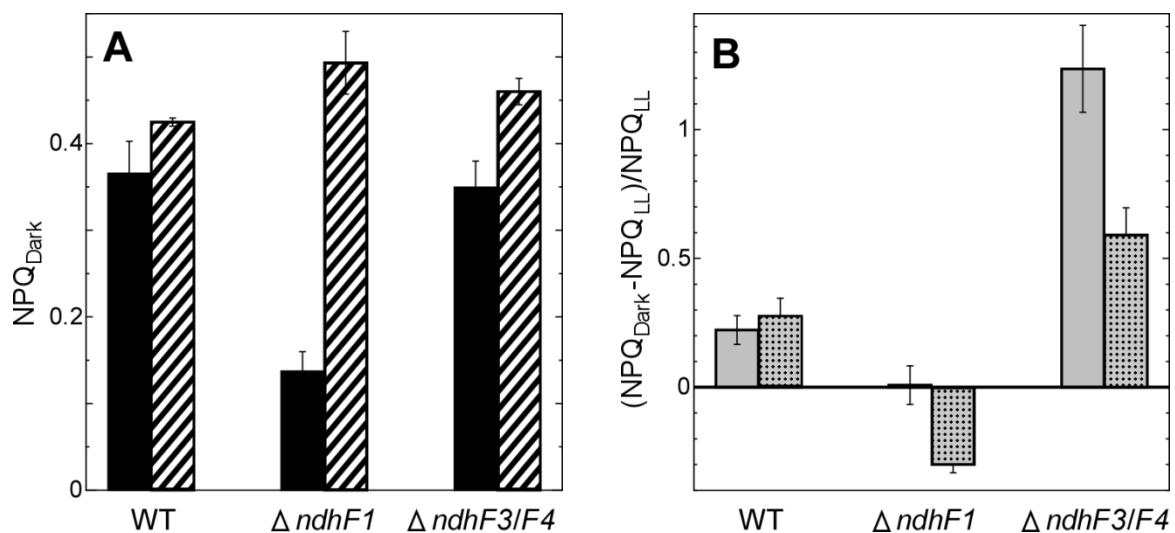 A
NPQDark
0.4
0.2
0
WT
Δ ndhF1
Δ ndhF3/F4
B
(NPQDark-NPQLL)/NPQLL
1
0.5
0
WT
Δ ndhF1
Δ ndhF3/F4